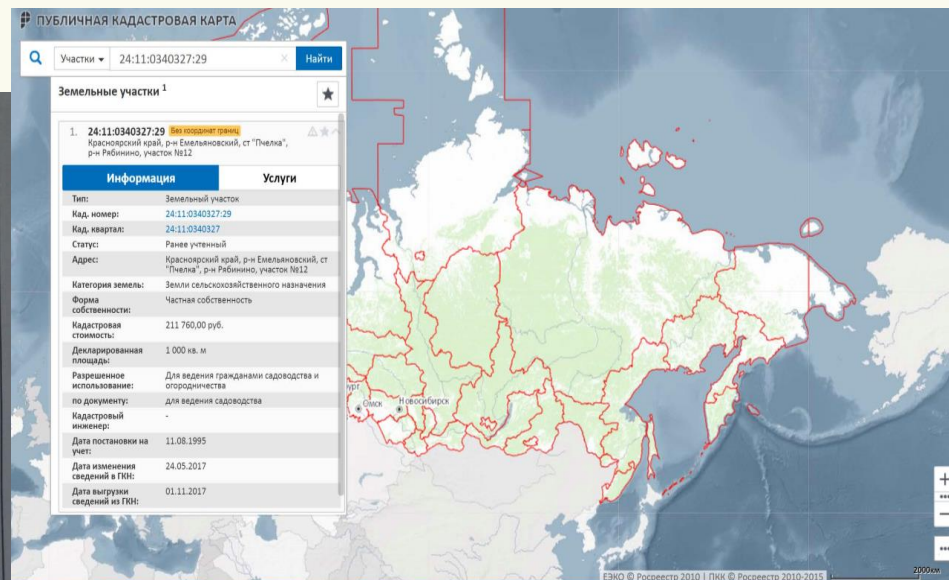 ПУБЛИЧНАЯ КАДАСТРОВАЯ КАРТА
Участки 24:11:0340327:29 Найти
Земельные участки 1
1. 24:11:0340327:29 Без координат границ
Красноярский край, р-н Емельяновский, ст "Пчелка",
р-н Рябинино, участок №12
Информация Услуги
Тип: Земельный участок
Кад. номер: 24:11:0340327:29
Кад. квартал: 24:11:0340327
Статус: Ранее учтенный
Адрес: Красноярский край, р-н Емельяновский, ст
"Пчелка", р-н Рябинино, участок №12
Категория земель: Земли сельскохозяйственного назначения
Форма Частная собственность
собственности:
Кадастровая 211 760,00 руб.
стоимость:
Декларированная 1 000 кв. м
площадь:
Разрешенное Для ведения гражданами садоводства и
использование: огородничества
по документу: для ведения садоводства
Кадастровый -
инженер:
Дата постановки на 11.08.1995
учет:
Дата изменения 24.05.2017
сведений в ГКН:
Дата выгрузки 01.11.2017
сведений из ГКН:
Омск Новосибирск
2000км
ЕЭКО © Росреестр 2010 | ПКК © Росреестр 2010-2015